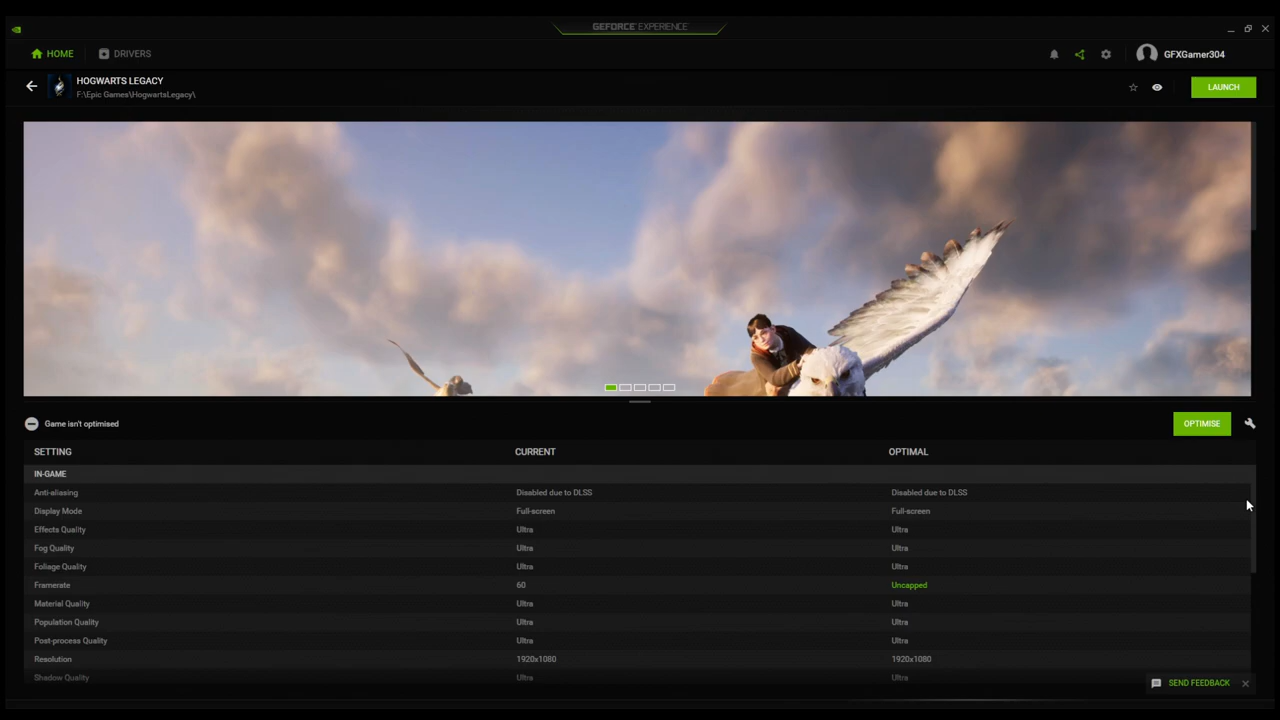 GEFORCE EXPERIENCE
HOME DRIVERS GFXGamer304
HOGWARTS LEGACY
F:\Epic Games\HogwartsLegacy\
LAUNCH
Game isn't optimised OPTIMISE
SETTING CURRENT OPTIMAL
IN-GAME
Anti-aliasing Disabled due to DLSS Disabled due to DLSS
Display Mode Full-screen Full-screen
Effects Quality Ultra Ultra
Fog Quality Ultra Ultra
Foliage Quality Ultra Ultra
Framerate 60 Uncapped
Material Quality Ultra Ultra
Population Quality Ultra Ultra
Post-process Quality Ultra Ultra
Resolution 1920x1080 1920x1080
Shadow Quality Ultra Ultra
SEND FEEDBACK